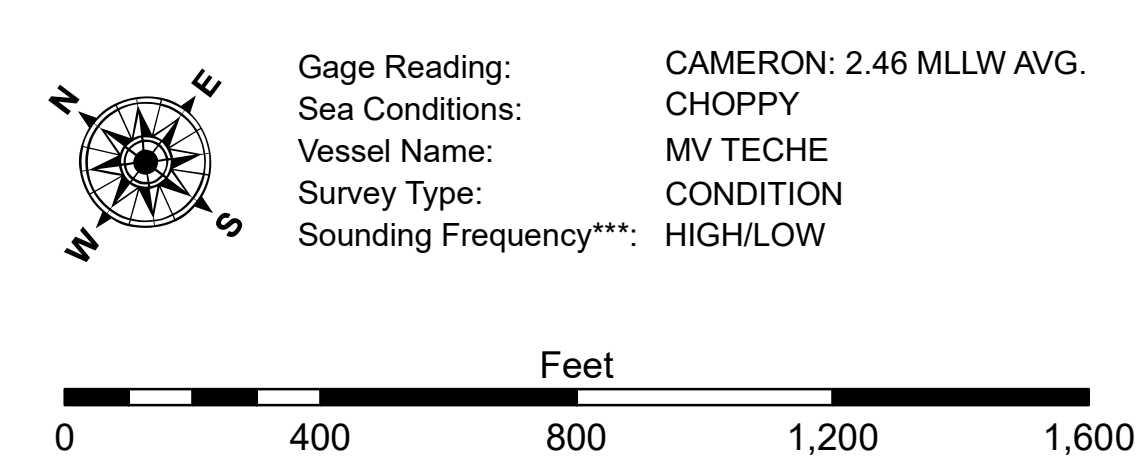 N
E
W
S
Gage Reading: CAMERON: 2.46 MLLW AVG.
Sea Conditions: CHOPPY
Vessel Name: MV TECHE
Survey Type: CONDITION
Sounding Frequency***: HIGH/LOW
Feet
0 400 800 1,200 1,600